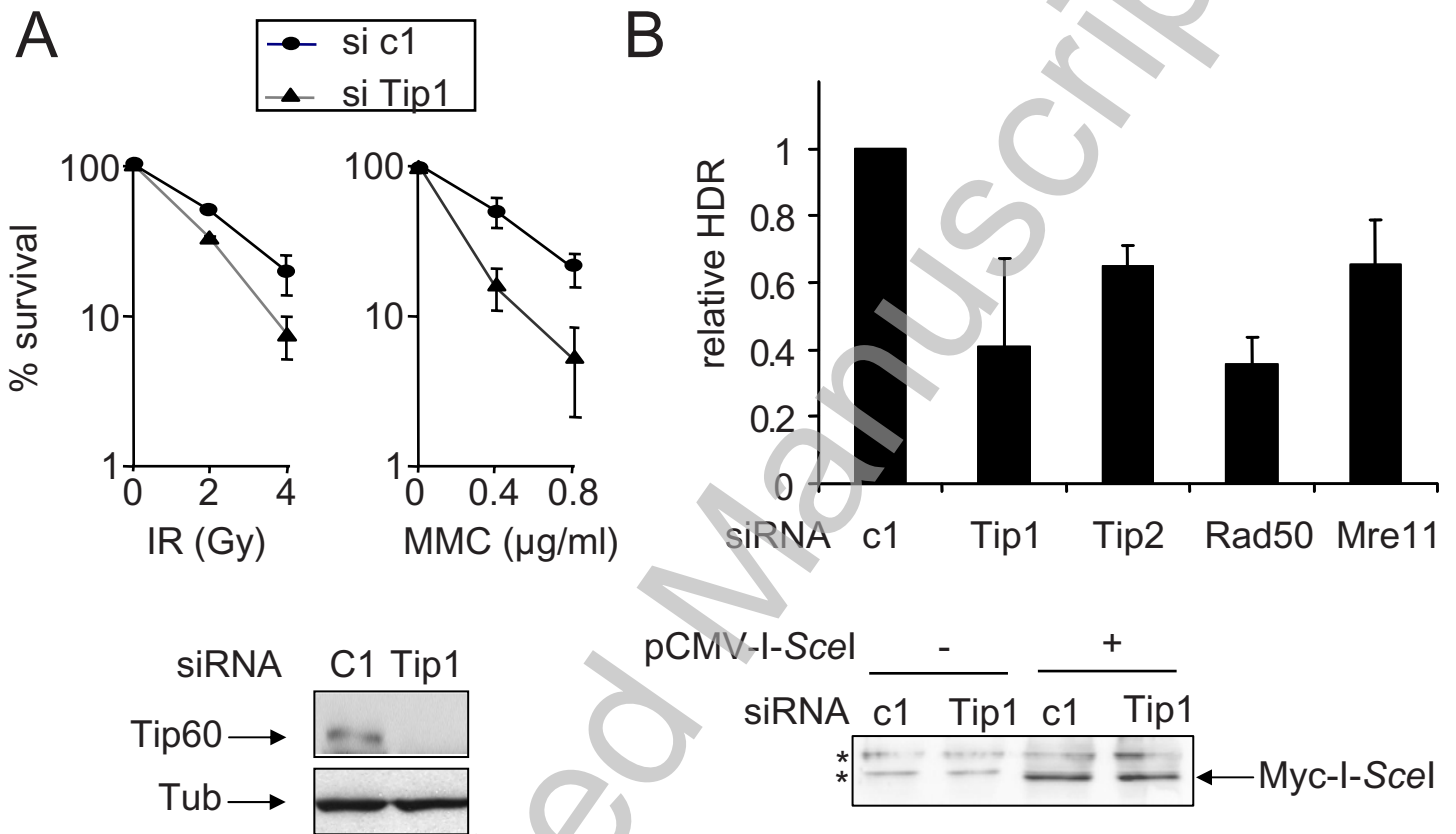 A
si c1
si Tip1
% survival
100
10
1
0 2 4
IR (Gy)
100
10
1
0 0.4 0.8
MMC (µg/ml)
siRNA C1 Tip1
Tip60
Tub
B
relative HDR
1
0.8
0.6
0.4
0.2
0
siRNA c1 Tip1 Tip2 Rad50 Mre11
pCMV-I-SceI - +
siRNA c1 Tip1 c1 Tip1
*
* Myc-I-SceI
ed Manuscrip